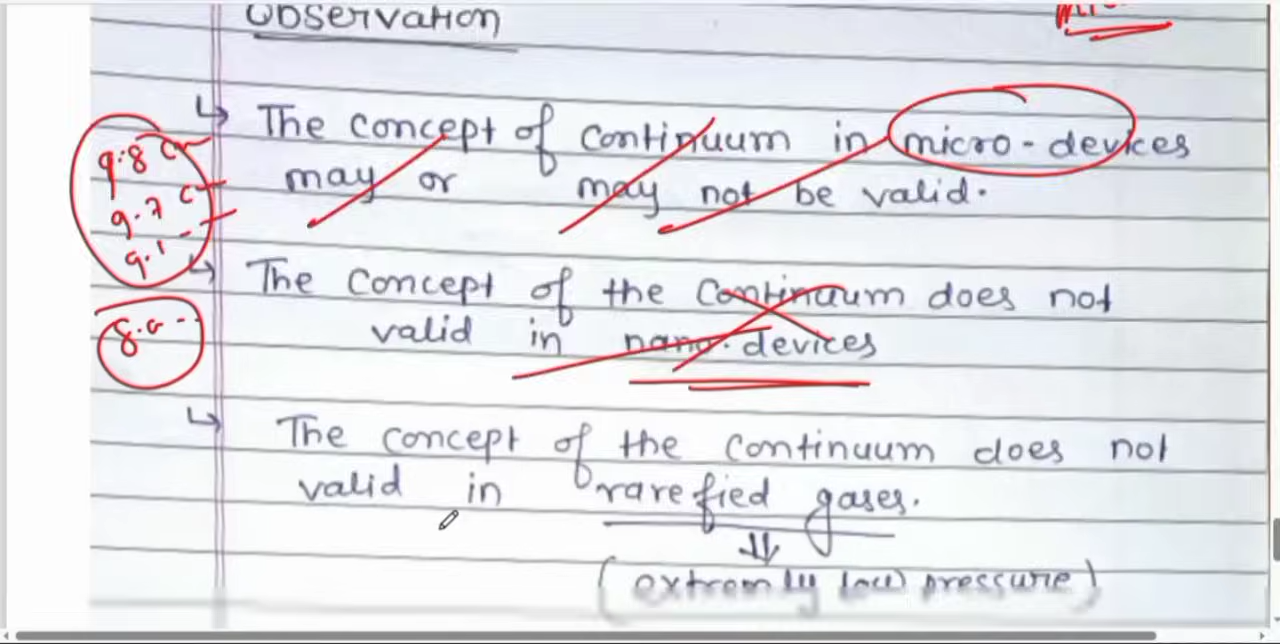 Observation
↳ The concept of continuum in micro-devices
may or may not be valid.
↳ The concept of the continuum does not
valid in nano-devices
↳ The concept of the continuum does not
valid in rarefied gases.
⇓
(extremly low pressure)
9.8
9.7
9.1
8.